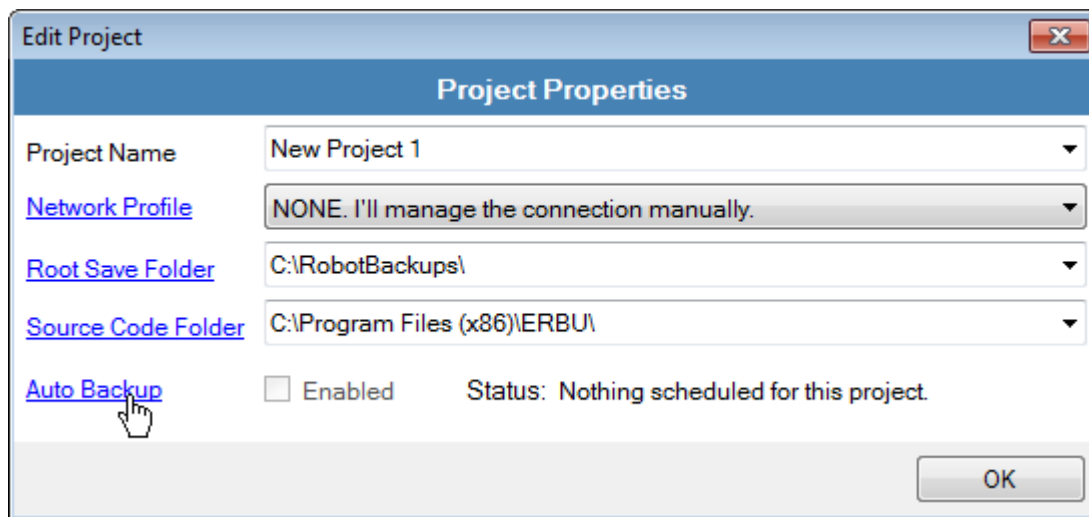 Edit Project
Project Properties
Project Name New Project 1
Network Profile NONE. I'll manage the connection manually.
Root Save Folder C:\RobotBackups\
Source Code Folder C:\Program Files (x86)\ERBU\
Auto Backup Enabled Status: Nothing scheduled for this project.
OK